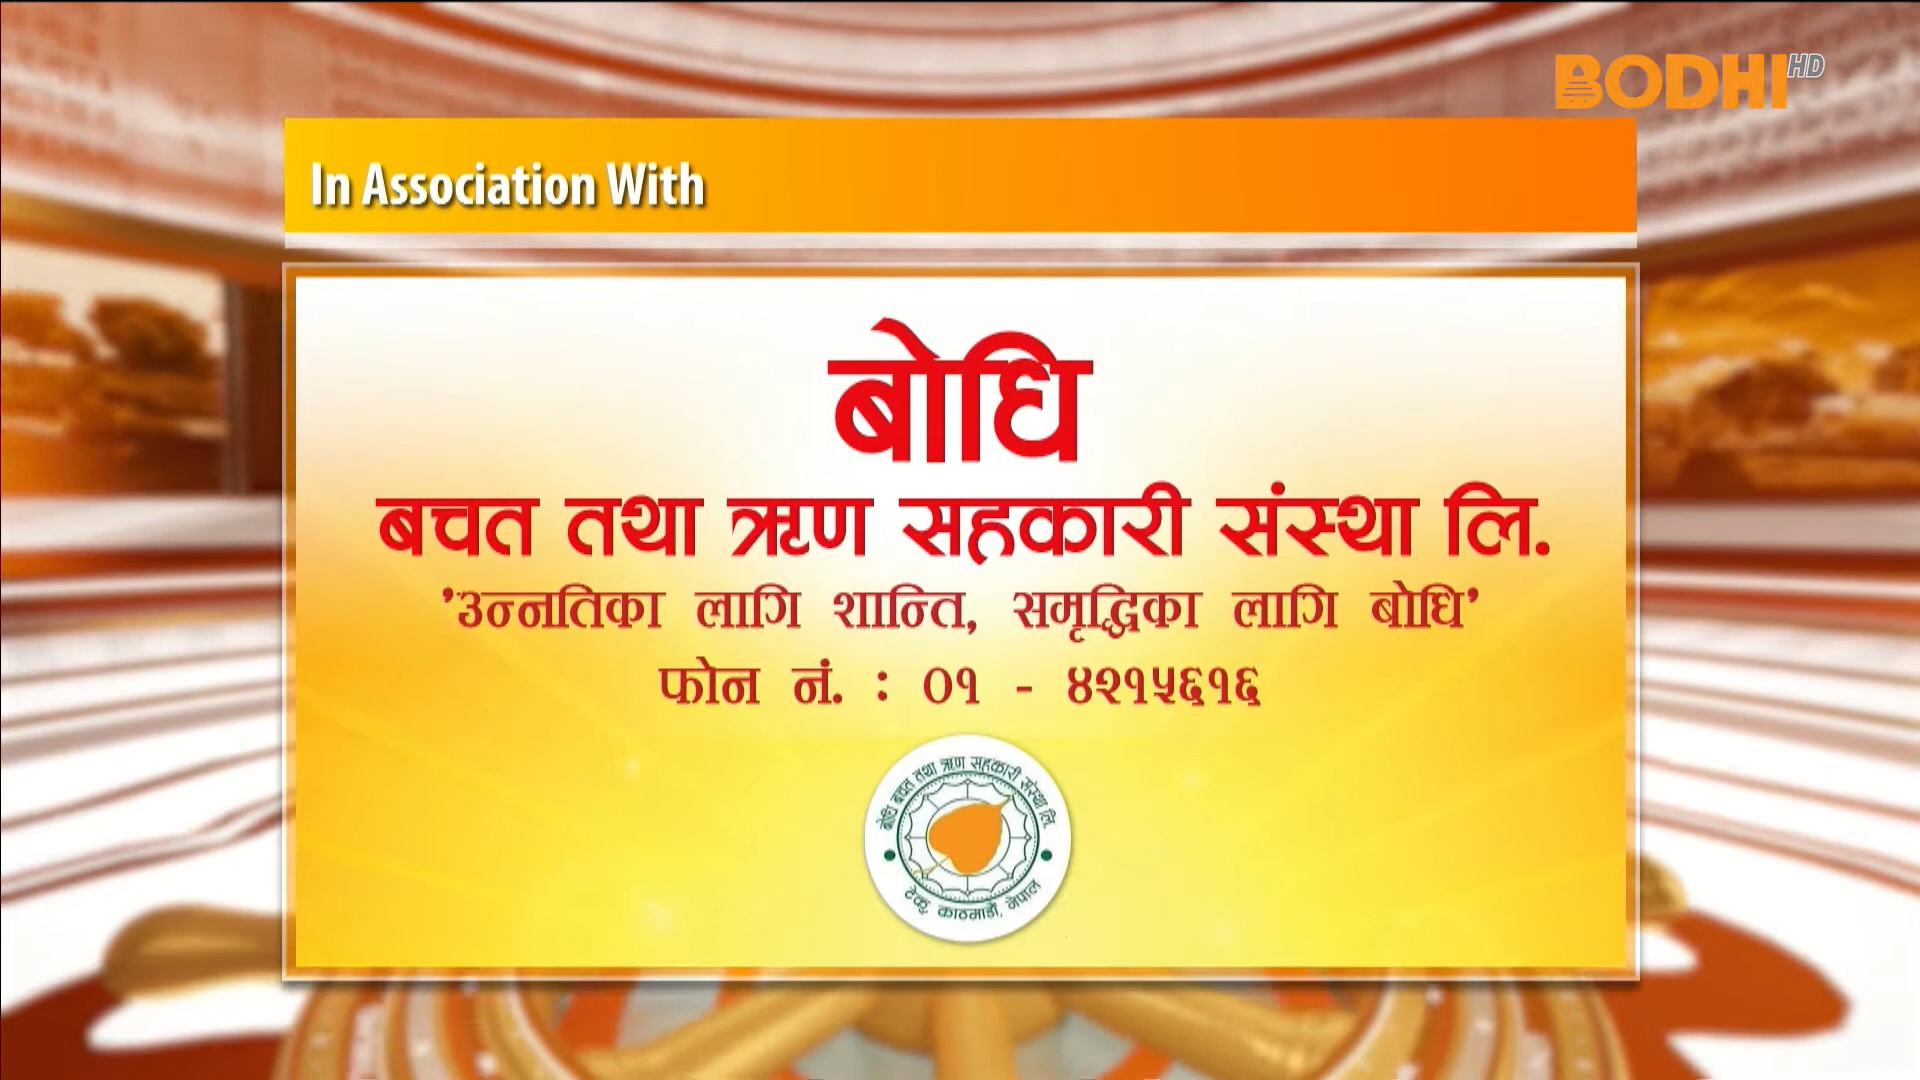 BODHI HD
In Association With
बोधि
बचत तथा ऋण सहकारी संस्था लि.
'उन्नतिका लागि शान्ति, समृद्धिका लागि बोधि'
फोन नं. : ०१ - ४२१५६१६
बोधि बचत तथा ऋण सहकारी संस्था लि.
टेकु, काठमाडौं, नेपाल